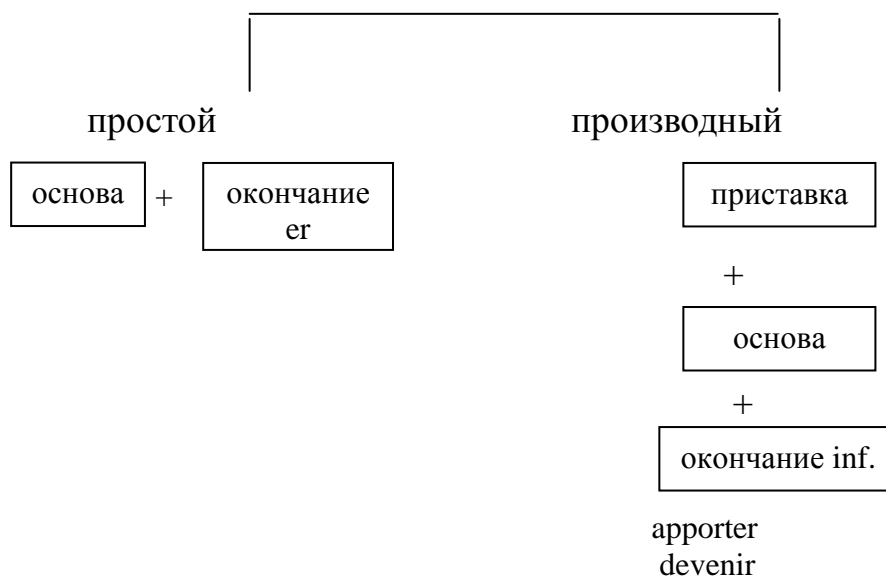 простой
основа + окончание
er
производный
приставка
+
основа
+
окончание inf.
apporter
devenir